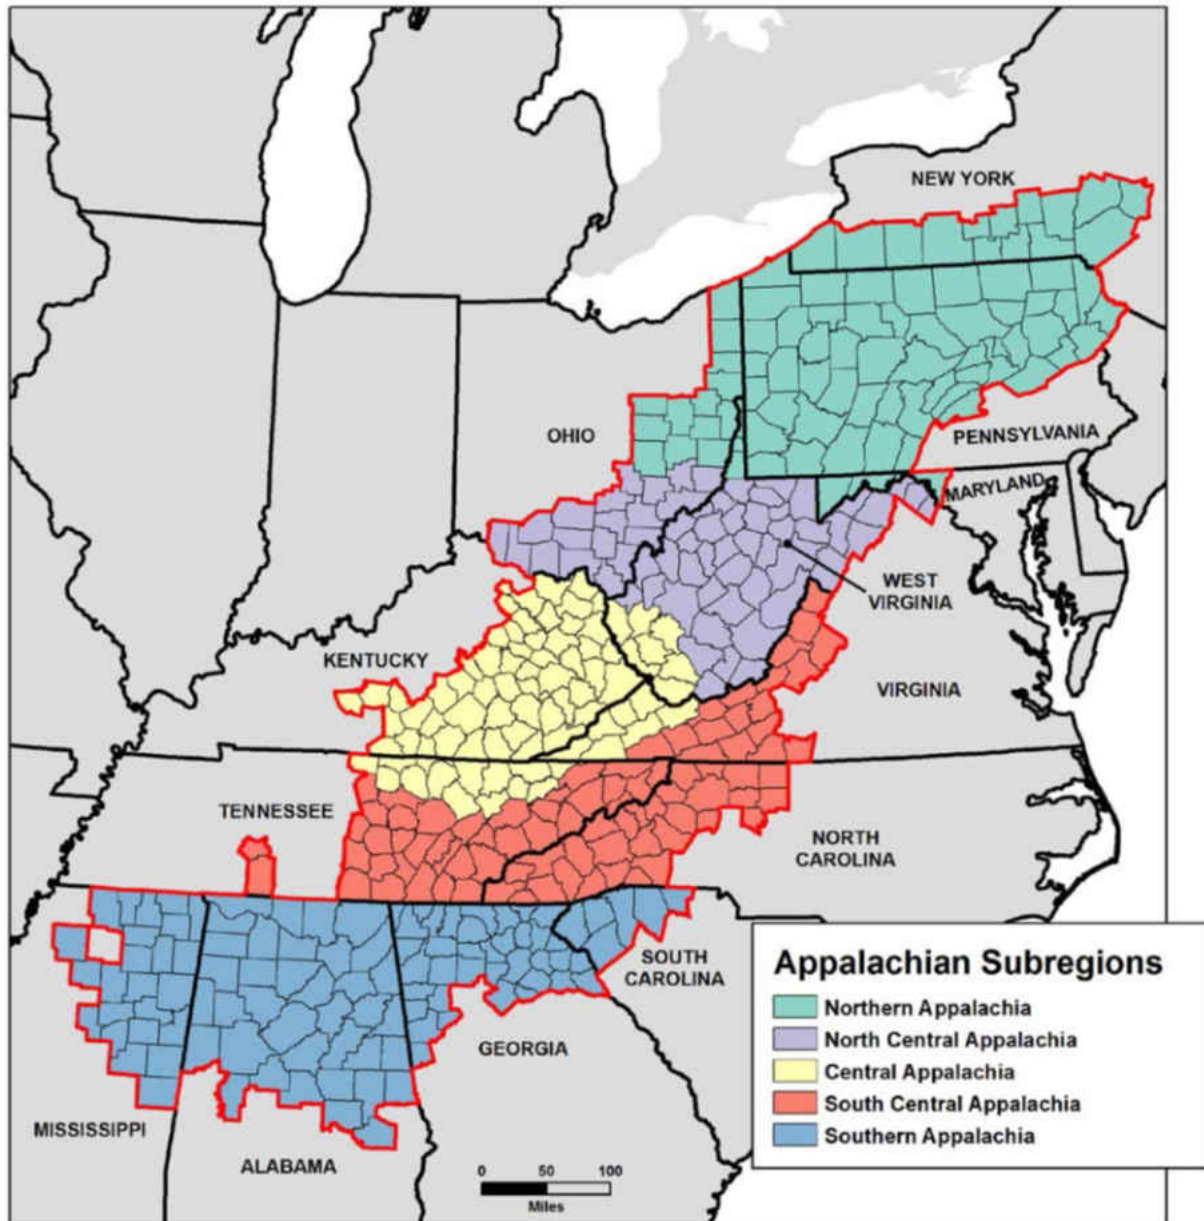 NEW YORK
OHIO
PENNSYLVANIA
MARYLAND
WEST
VIRGINIA
KENTUCKY
VIRGINIA
TENNESSEE
NORTH
CAROLINA
SOUTH
CAROLINA
GEORGIA
MISSISSIPPI
ALABAMA
0 50 100
Miles
Appalachian Subregions
Northern Appalachia
North Central Appalachia
Central Appalachia
South Central Appalachia
Southern Appalachia